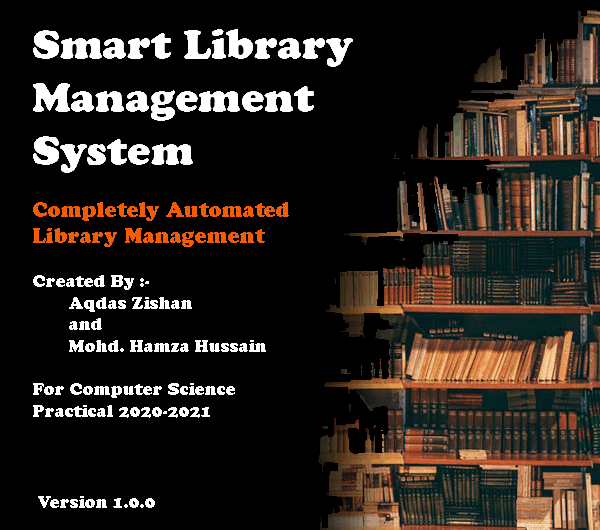 Smart Library
Management
System
Completely Automated
Library Management
Created By :-
Aqdas Zishan
and
Mohd. Hamza Hussain
For Computer Science
Practical 2020-2021
Version 1.0.0